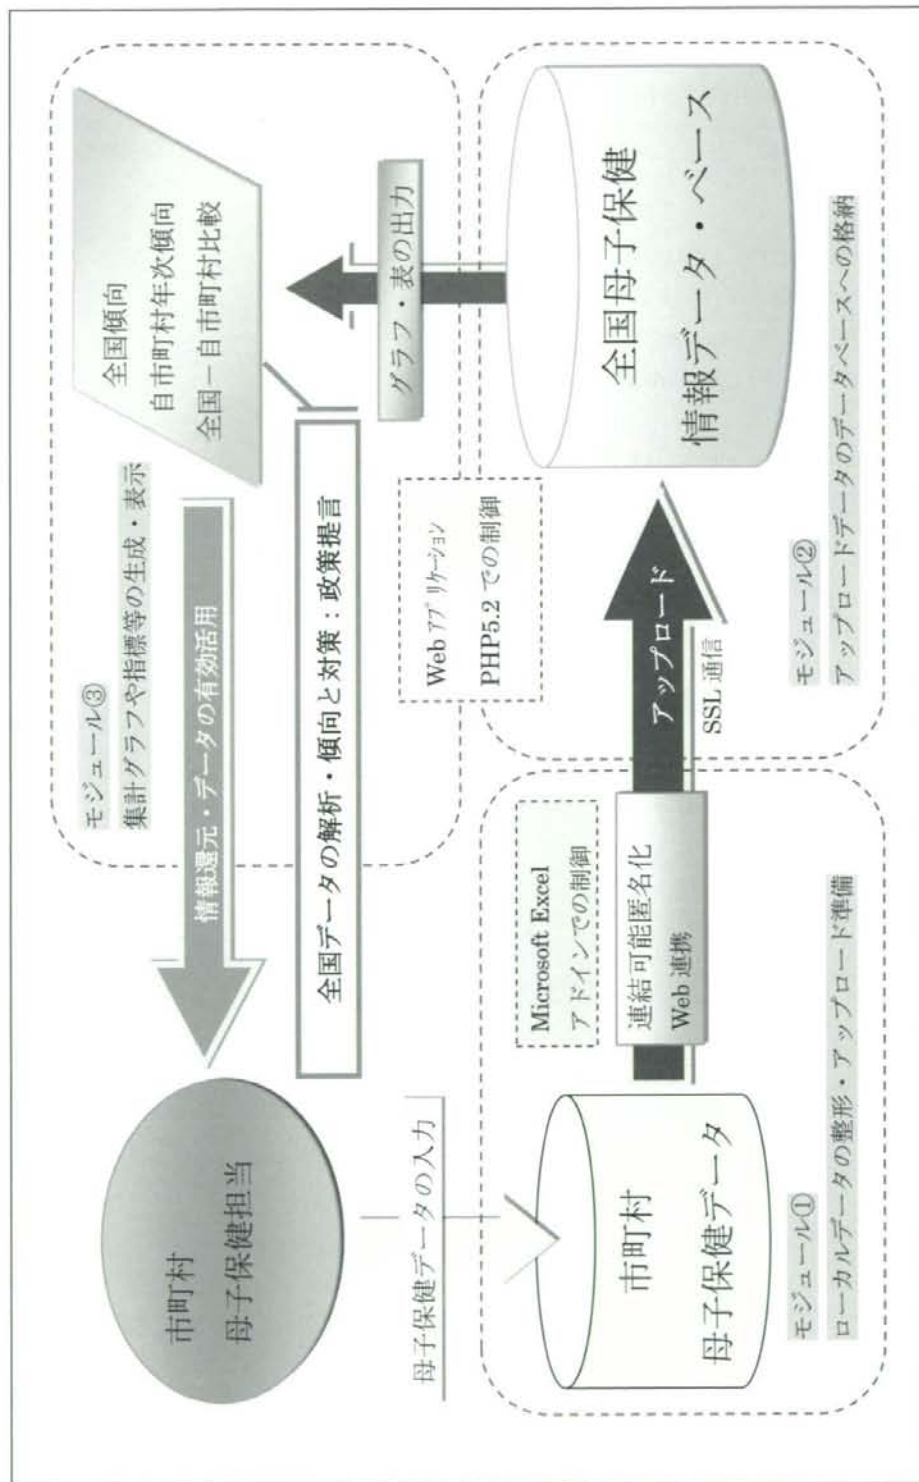 市町村
母子保健担当
母子保健データの入力
市町村
母子保健データ
モジュール①
ローカルデータの整形・アップロード準備
Microsoft Excel
アドインでの制御
連結可能匿名化
Web 連携
アップロード
SSL 通信
全国母子保健
情報データ・ベース
モジュール②
アップロードデータのデータベースへの格納
Webアプリケーション
PHP5.2 での制御
グラフ・表の出力
全国傾向
自市町村年次傾向
全国－自市町村比較
モジュール③
集計グラフや指標等の生成・表示
情報還元・データの有効活用
全国データの解析・傾向と対策：政策提言